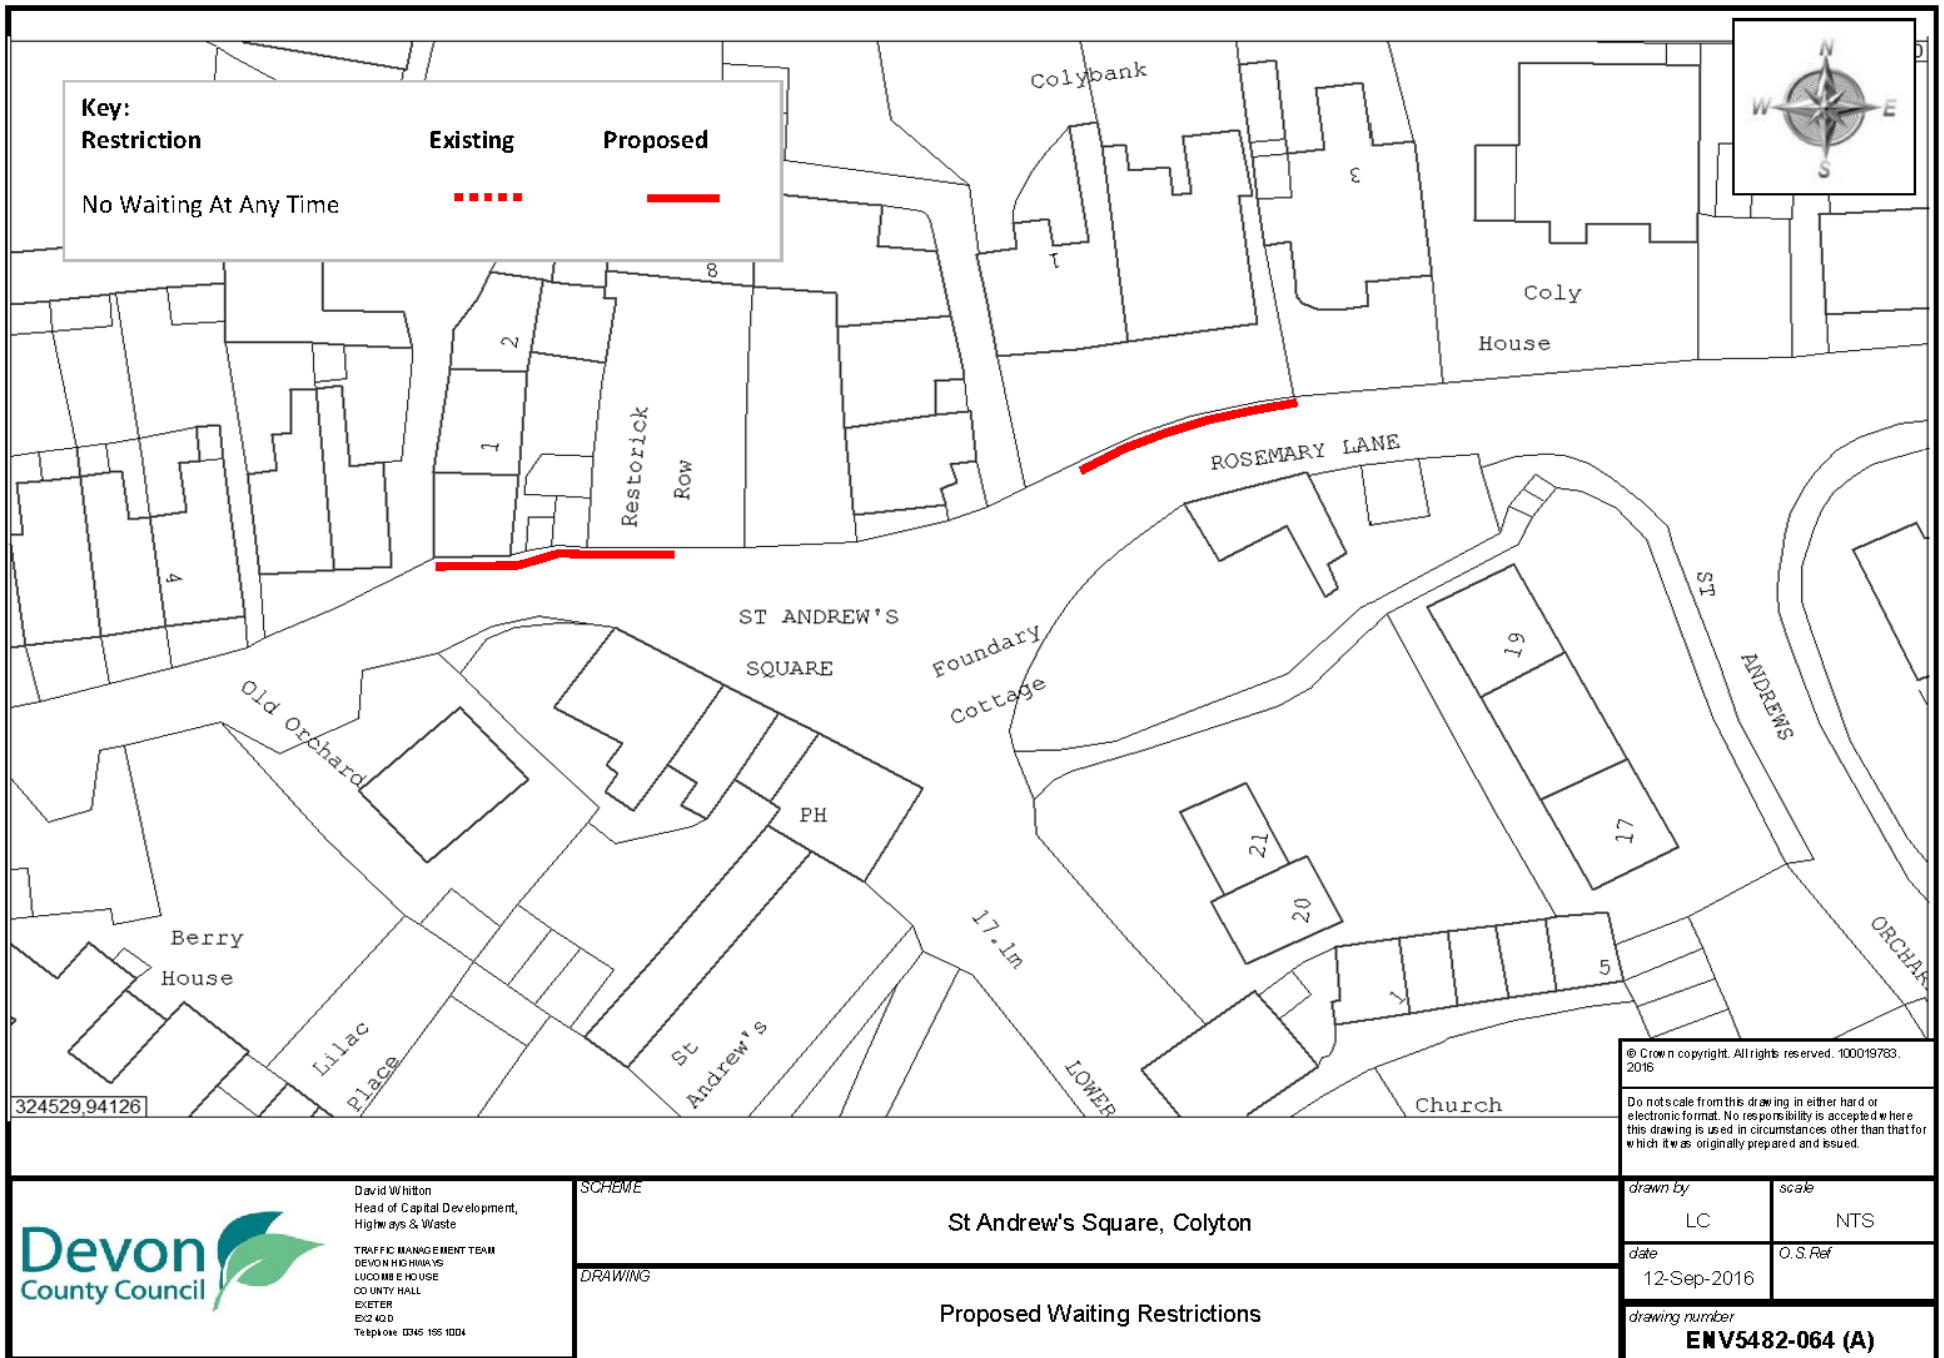 Key:
Restriction Existing Proposed
No Waiting At Any Time
N
W E
S
Colybank
3
1
8
Coly
House
2
1
Restorick
Row
ROSEMARY LANE
4
ST ANDREW'S
SQUARE
Foundary
Cottage
ST
ANDREWS
19
Old Orchard
PH
17
21
20
Berry
House
17.1m
ORCHAR
5
1
Lilac
Place
St
Andrew's
LOWER
Church
324529,94126
© Crown copyright. All rights reserved. 100019783.
2016
Do not scale from this drawing in either hard or
electronic format. No responsibility is accepted where
this drawing is used in circumstances other than that for
which it was originally prepared and issued.
Devon
County Council
David Whitton
Head of Capital Development,
Highways & Waste
TRAFFIC MANAGEMENT TEAM
DEVON HIGHWAYS
LUCOMBE HOUSE
COUNTY HALL
EXETER
EX2 4QD
Telephone 0345 155 1004
SCHEME
St Andrew's Square, Colyton
DRAWING
Proposed Waiting Restrictions
drawn by
LC
scale
NTS
date
12-Sep-2016
O.S.Ref
drawing number
ENV5482-064 (A)